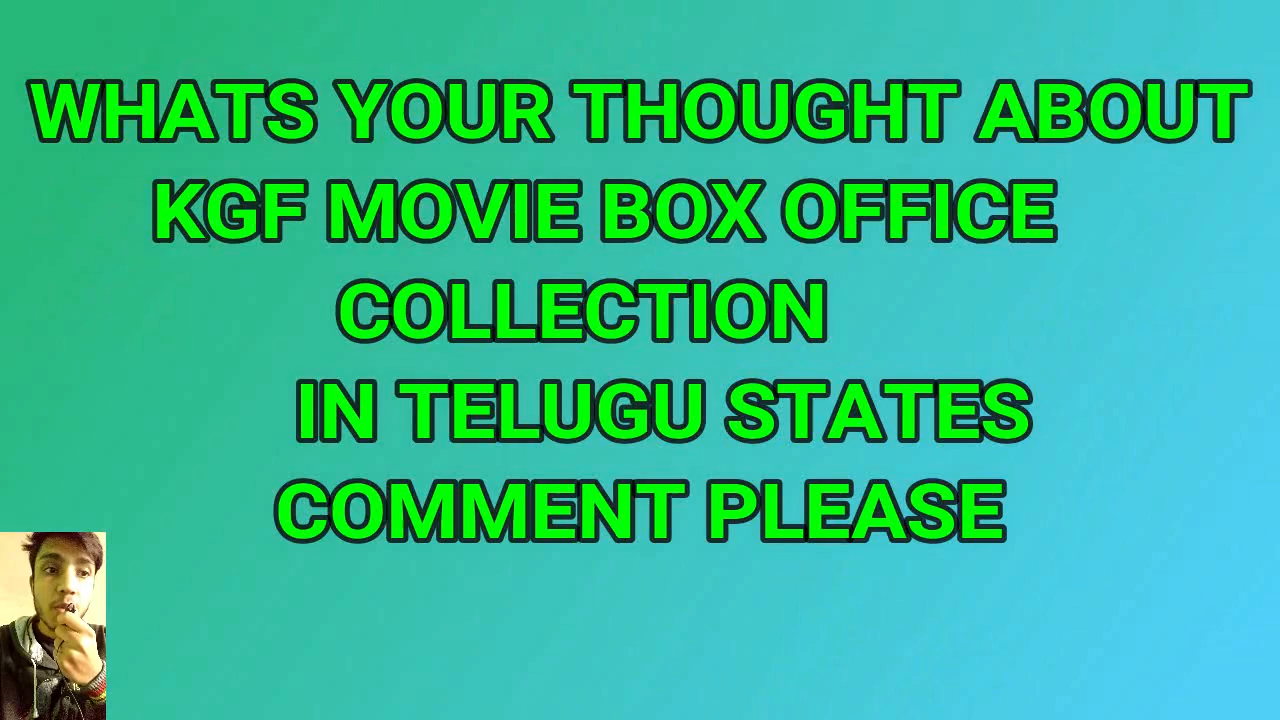 WHATS YOUR THOUGHT ABOUT
KGF MOVIE BOX OFFICE
COLLECTION
IN TELUGU STATES
COMMENT PLEASE